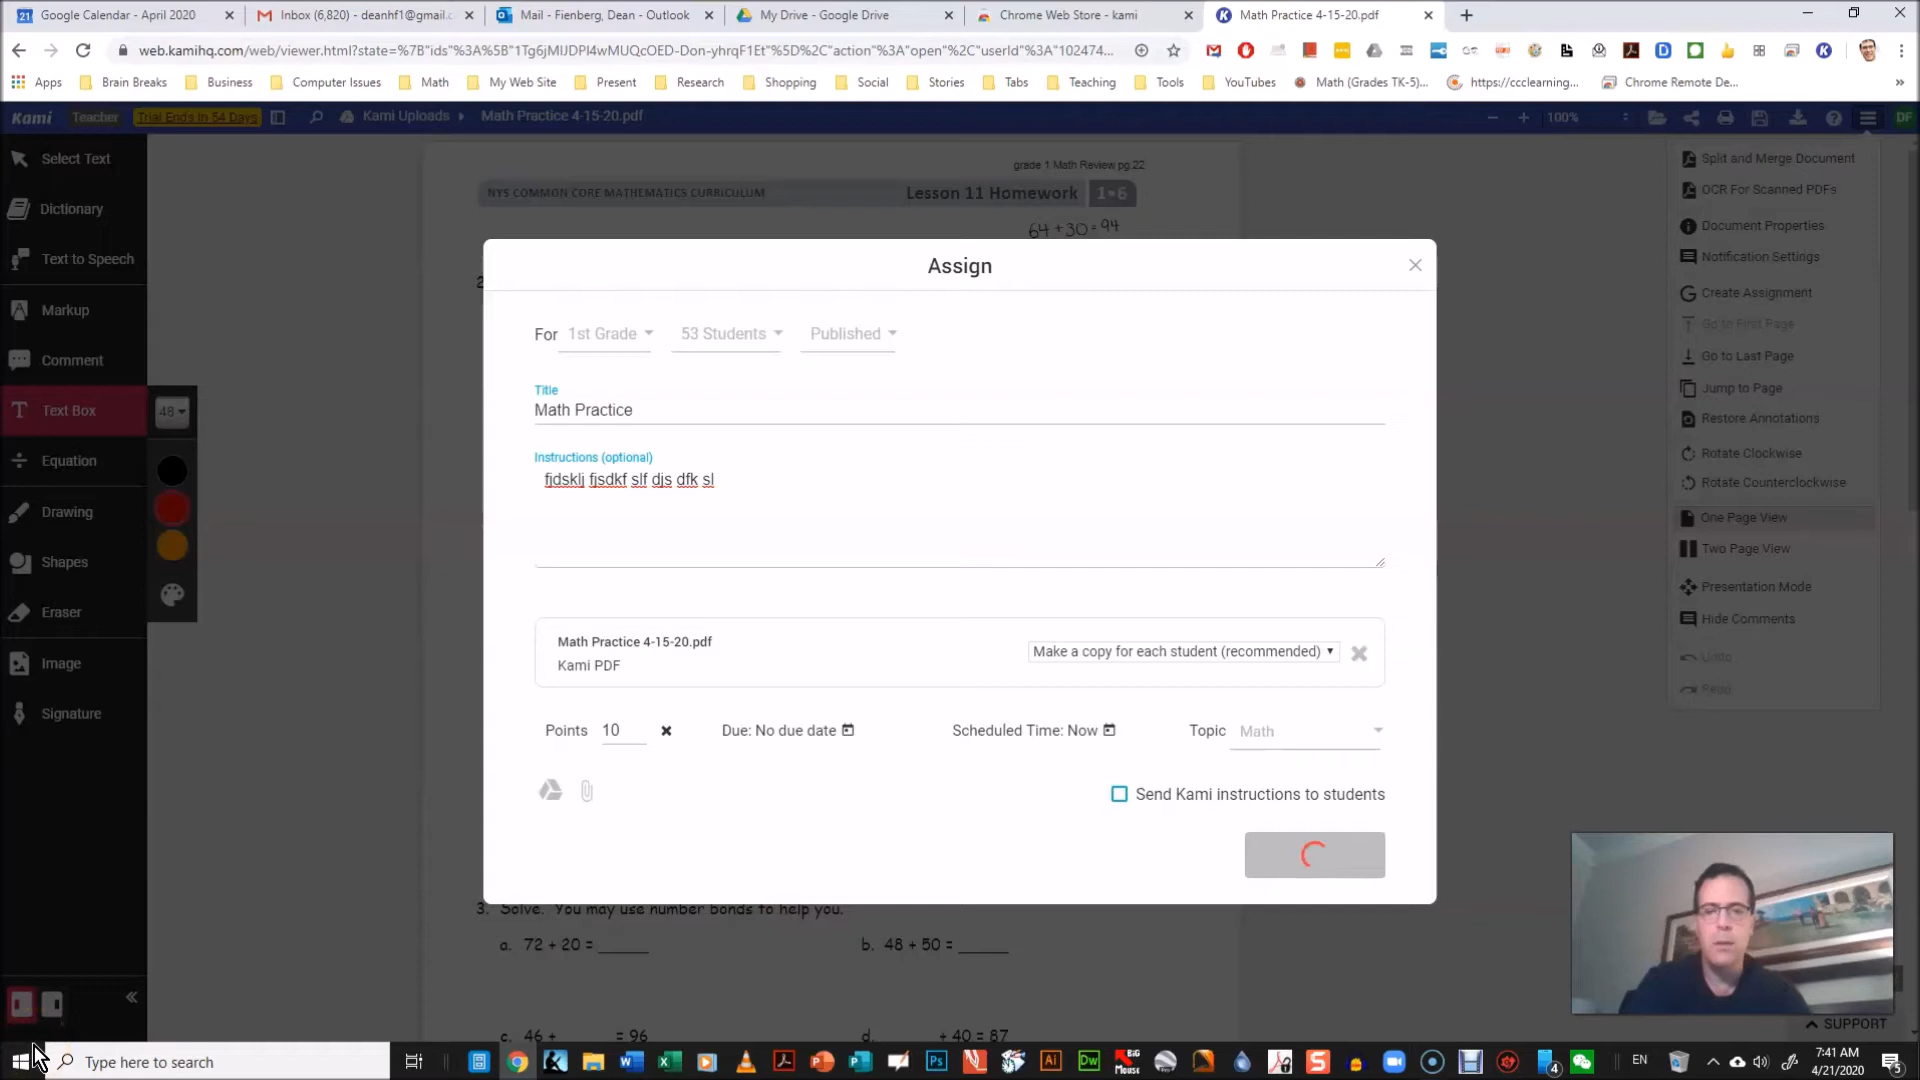 Google Calendar - April 2020
Inbox (6,820) - deanhf1@gmail.c
Mail - Fienberg, Dean - Outlook
My Drive - Google Drive
Chrome Web Store - kami
Math Practice 4-15-20.pdf
web.kamihq.com/web/viewer.html?state=%7B"ids"%3A%5B"1Tg6jMIJDPI4wMUQcOED-Don-yhrqF1Et"%5D%2C"action"%3A"open"%2C"userId"%3A"102474...
Apps
Brain Breaks
Business
Computer Issues
Math
My Web Site
Present
Research
Shopping
Social
Stories
Tabs
Teaching
Tools
YouTubes
Math (Grades TK-5)...
https://ccclearning...
Chrome Remote De...
»
Kami
Teacher
Trial Ends In 54 Days
Kami Uploads
Math Practice 4-15-20.pdf
100%
DF
Select Text
Dictionary
Text to Speech
Markup
Comment
Text Box
48
Equation
Drawing
Shapes
Eraser
Image
Signature
grade 1 Math Review pg.22
NYS COMMON CORE MATHEMATICS CURRICULUM
Lesson 11 Homework
1•6
64 + 30 = 94
2
Assign
For 1st Grade 53 Students Published
Title
Math Practice
Instructions (optional)
fjdsklj fjsdkf slf djs dfk sl
Math Practice 4-15-20.pdf
Kami PDF
Make a copy for each student (recommended)
Points 10
Due: No due date
Scheduled Time: Now
Topic Math
Send Kami instructions to students
3. Solve. You may use number bonds to help you.
a. 72 + 20 = ______
b. 48 + 50 = ______
c. 46 + ______ = 96
d. ______ + 40 = 87
Split and Merge Document
OCR For Scanned PDFs
Document Properties
Notification Settings
Create Assignment
Go to First Page
Go to Last Page
Jump to Page
Restore Annotations
Rotate Clockwise
Rotate Counterclockwise
One Page View
Two Page View
Presentation Mode
Hide Comments
Undo
Redo
SUPPORT
Type here to search
EN
7:41 AM
4/21/2020